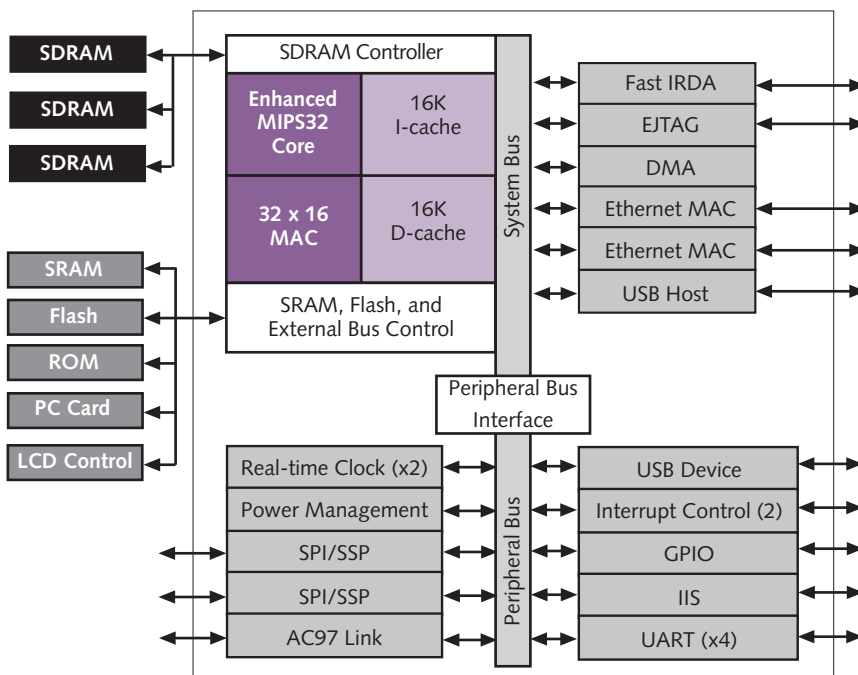 SDRAM
SDRAM
SDRAM
SRAM
Flash
ROM
PC Card
LCD Control
SDRAM Controller
Enhanced
MIPS32
Core
16K
I-cache
32 x 16
MAC
16K
D-cache
SRAM, Flash, and
External Bus Control
System Bus
Fast IRDA
EJTAG
DMA
Ethernet MAC
Ethernet MAC
USB Host
Peripheral Bus
Interface
Real-time Clock (x2)
Power Management
SPI/SSP
SPI/SSP
AC97 Link
Peripheral Bus
USB Device
Interrupt Control (2)
GPIO
IIS
UART (x4)